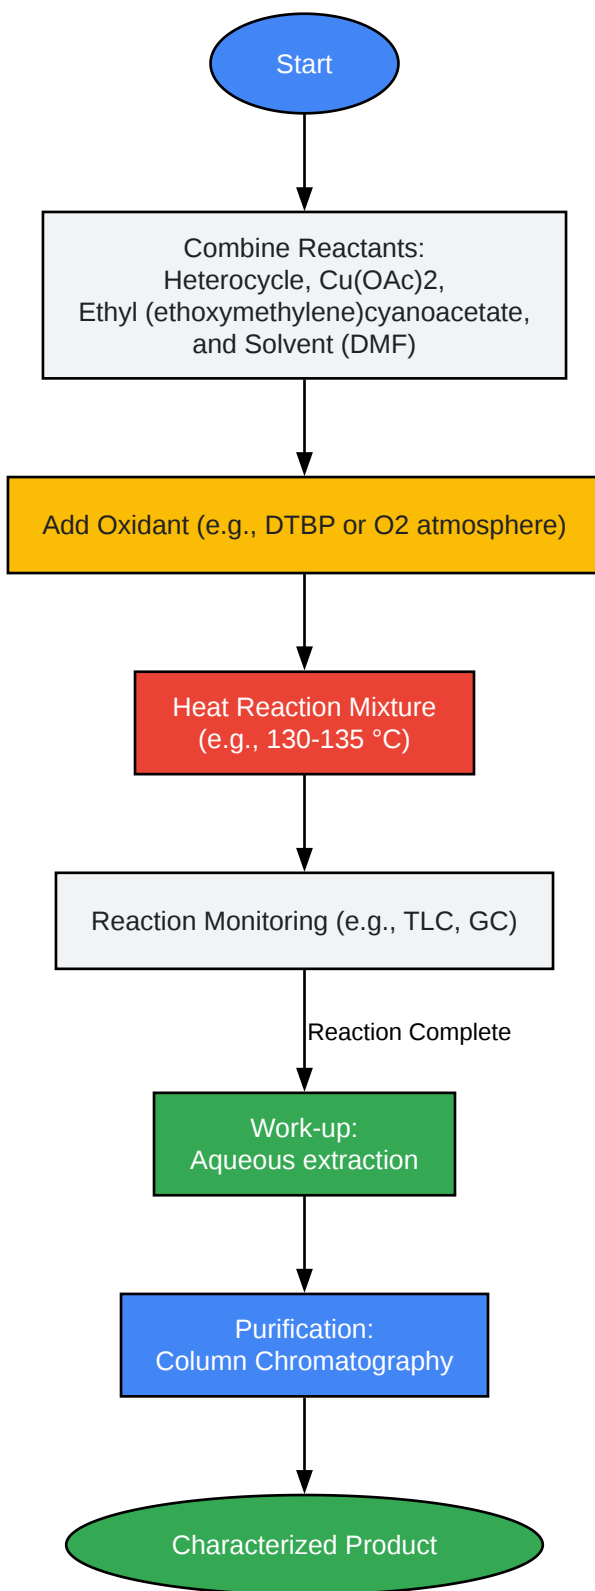 Start
Combine Reactants:
Heterocycle, Cu(OAc)2,
Ethyl (ethoxymethylene)cyanoacetate,
and Solvent (DMF)
Add Oxidant (e.g., DTBP or O2 atmosphere)
Heat Reaction Mixture
(e.g., 130-135 °C)
Reaction Monitoring (e.g., TLC, GC)
Reaction Complete
Work-up:
Aqueous extraction
Purification:
Column Chromatography
Characterized Product